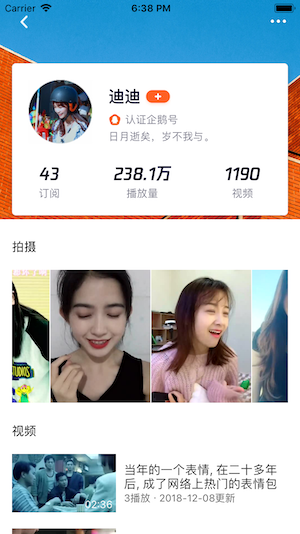 Carrier 6:38 PM
迪迪
认证企鹅号
日月逝矣，岁不我与。
43 238.1万 1190
订阅 播放量 视频
拍摄
STUDIOS
视频
当年的一个表情, 在二十多年
后, 成了网络上热门的表情包
02:36
3播放 · 2018-12-08更新